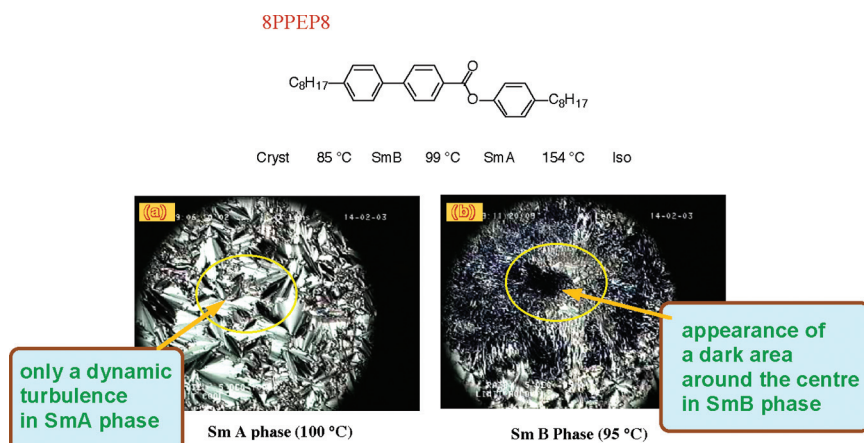 8PPEP8
C8H17
O
O
C8H17
Cryst 85 °C SmB 99 °C SmA 154 °C Iso
(a)
14-02-03
(b)
14-02-03
only a dynamic
turbulence
in SmA phase
appearance of
a dark area
around the centre
in SmB phase
Sm A phase (100 °C)
Sm B Phase (95 °C)